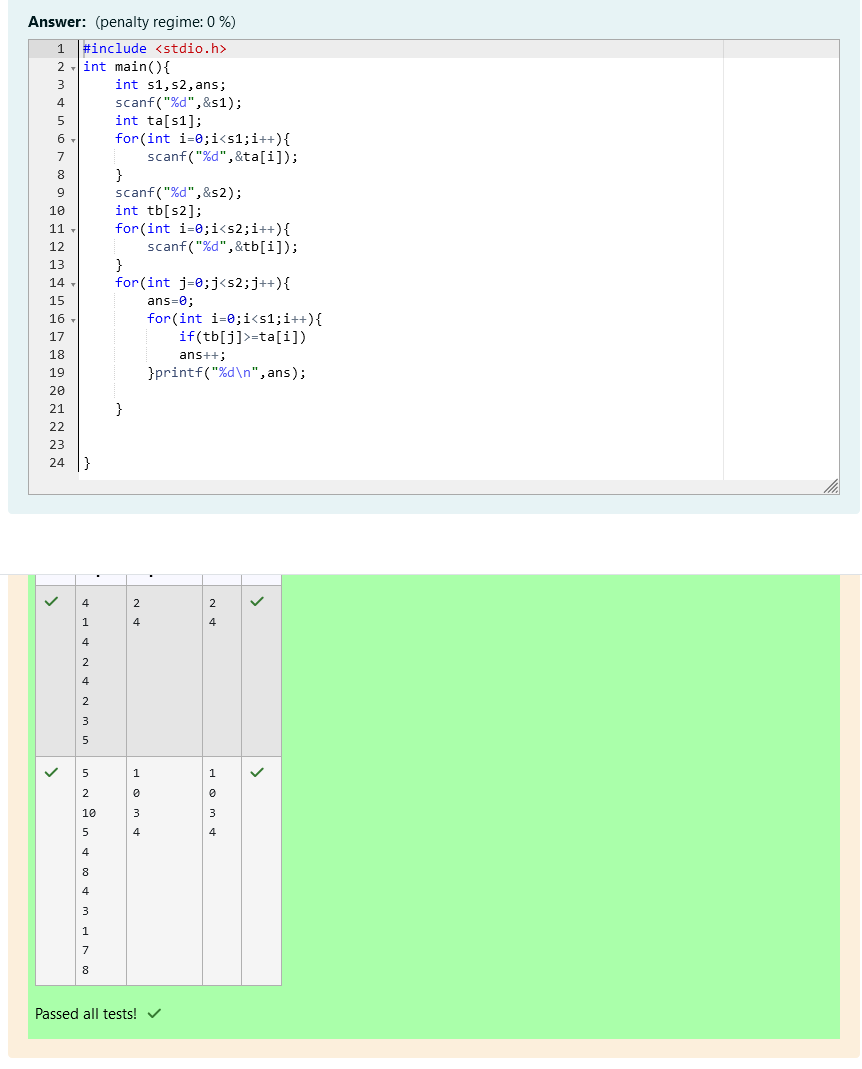 Answer: (penalty regime: 0 %)
1 #include <stdio.h>
2 int main(){
3     int s1,s2,ans;
4     scanf("%d",&s1);
5     int ta[s1];
6     for(int i=0;i<s1;i++){
7         scanf("%d",&ta[i]);
8     }
9     scanf("%d",&s2);
10     int tb[s2];
11     for(int i=0;i<s2;i++){
12         scanf("%d",&tb[i]);
13     }
14     for(int j=0;j<s2;j++){
15         ans=0;
16         for(int i=0;i<s1;i++){
17             if(tb[j]>=ta[i])
18             ans++;
19         }printf("%d\n",ans);
20
21     }
22
23
24 }
4 2 2
1 4 4
4
2
4
2
3
5
5 1 1
2 0 0
10 3 3
5 4 4
4
8
4
3
1
7
8
Passed all tests!